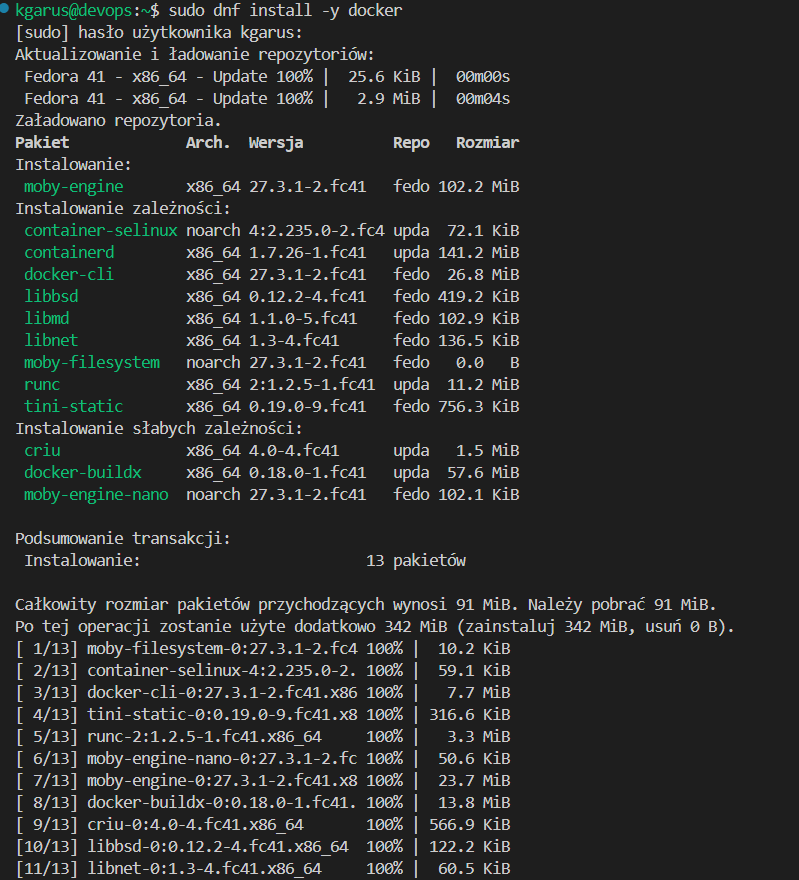 kgarus@devops:~$ sudo dnf install -y docker
[sudo] hasło użytkownika kgarus:
Aktualizowanie i ładowanie repozytoriów:
 Fedora 41 - x86_64 - Update 100% |  25.6 KiB |  00m00s
 Fedora 41 - x86_64 - Update 100% |   2.9 MiB |  00m04s
Załadowano repozytoria.
Pakiet             Arch.  Wersja          Repo   Rozmiar
Instalowanie:
 moby-engine       x86_64 27.3.1-2.fc41   fedo 102.2 MiB
Instalowanie zależności:
 container-selinux noarch 4:2.235.0-2.fc4 upda  72.1 KiB
 containerd        x86_64 1.7.26-1.fc41   upda 141.2 MiB
 docker-cli        x86_64 27.3.1-2.fc41   fedo  26.8 MiB
 libbsd            x86_64 0.12.2-4.fc41   fedo 419.2 KiB
 libmd             x86_64 1.1.0-5.fc41    fedo 102.9 KiB
 libnet            x86_64 1.3-4.fc41      fedo 136.5 KiB
 moby-filesystem   noarch 27.3.1-2.fc41   fedo   0.0   B
 runc              x86_64 2:1.2.5-1.fc41  upda  11.2 MiB
 tini-static       x86_64 0.19.0-9.fc41   fedo 756.3 KiB
Instalowanie słabych zależności:
 criu              x86_64 4.0-4.fc41      upda   1.5 MiB
 docker-buildx     x86_64 0.18.0-1.fc41   upda  57.6 MiB
 moby-engine-nano  noarch 27.3.1-2.fc41   fedo 102.1 KiB
Podsumowanie transakcji:
 Instalowanie:                         13 pakietów
Całkowity rozmiar pakietów przychodzących wynosi 91 MiB. Należy pobrać 91 MiB.
Po tej operacji zostanie użyte dodatkowo 342 MiB (zainstaluj 342 MiB, usuń 0 B).
[ 1/13] moby-filesystem-0:27.3.1-2.fc4 100% |  10.2 KiB
[ 2/13] container-selinux-4:2.235.0-2. 100% |  59.1 KiB
[ 3/13] docker-cli-0:27.3.1-2.fc41.x86 100% |   7.7 MiB
[ 4/13] tini-static-0:0.19.0-9.fc41.x8 100% | 316.6 KiB
[ 5/13] runc-2:1.2.5-1.fc41.x86_64     100% |   3.3 MiB
[ 6/13] moby-engine-nano-0:27.3.1-2.fc 100% |  50.6 KiB
[ 7/13] moby-engine-0:27.3.1-2.fc41.x8 100% |  23.7 MiB
[ 8/13] docker-buildx-0:0.18.0-1.fc41. 100% |  13.8 MiB
[ 9/13] criu-0:4.0-4.fc41.x86_64       100% | 566.9 KiB
[10/13] libbsd-0:0.12.2-4.fc41.x86_64  100% | 122.2 KiB
[11/13] libnet-0:1.3-4.fc41.x86_64     100% |  60.5 KiB